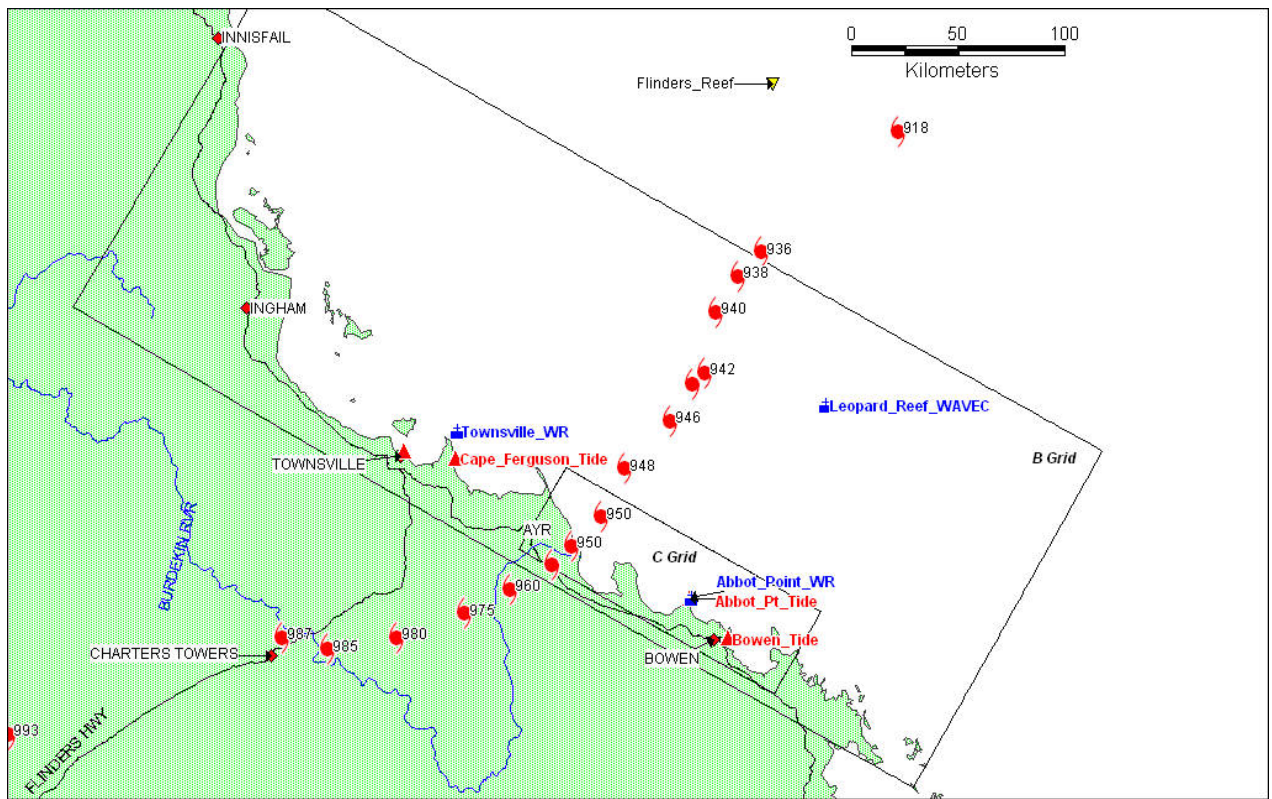 INNISFAIL
0 50 100
Kilometers
Flinders_Reef
918
936
938
940
INGHAM
942
Leopard_Reef_WAVEC
946
Townsville_WR
TOWNSVILLE
Cape_Ferguson_Tide
948
B Grid
950
AYR
950
C Grid
BURDEKIN RVR
960
Abbot_Point_WR
Abbot_Pt_Tide
975
987
980
Bowen_Tide
985
CHARTERS TOWERS
BOWEN
993
FLINDERS HWY